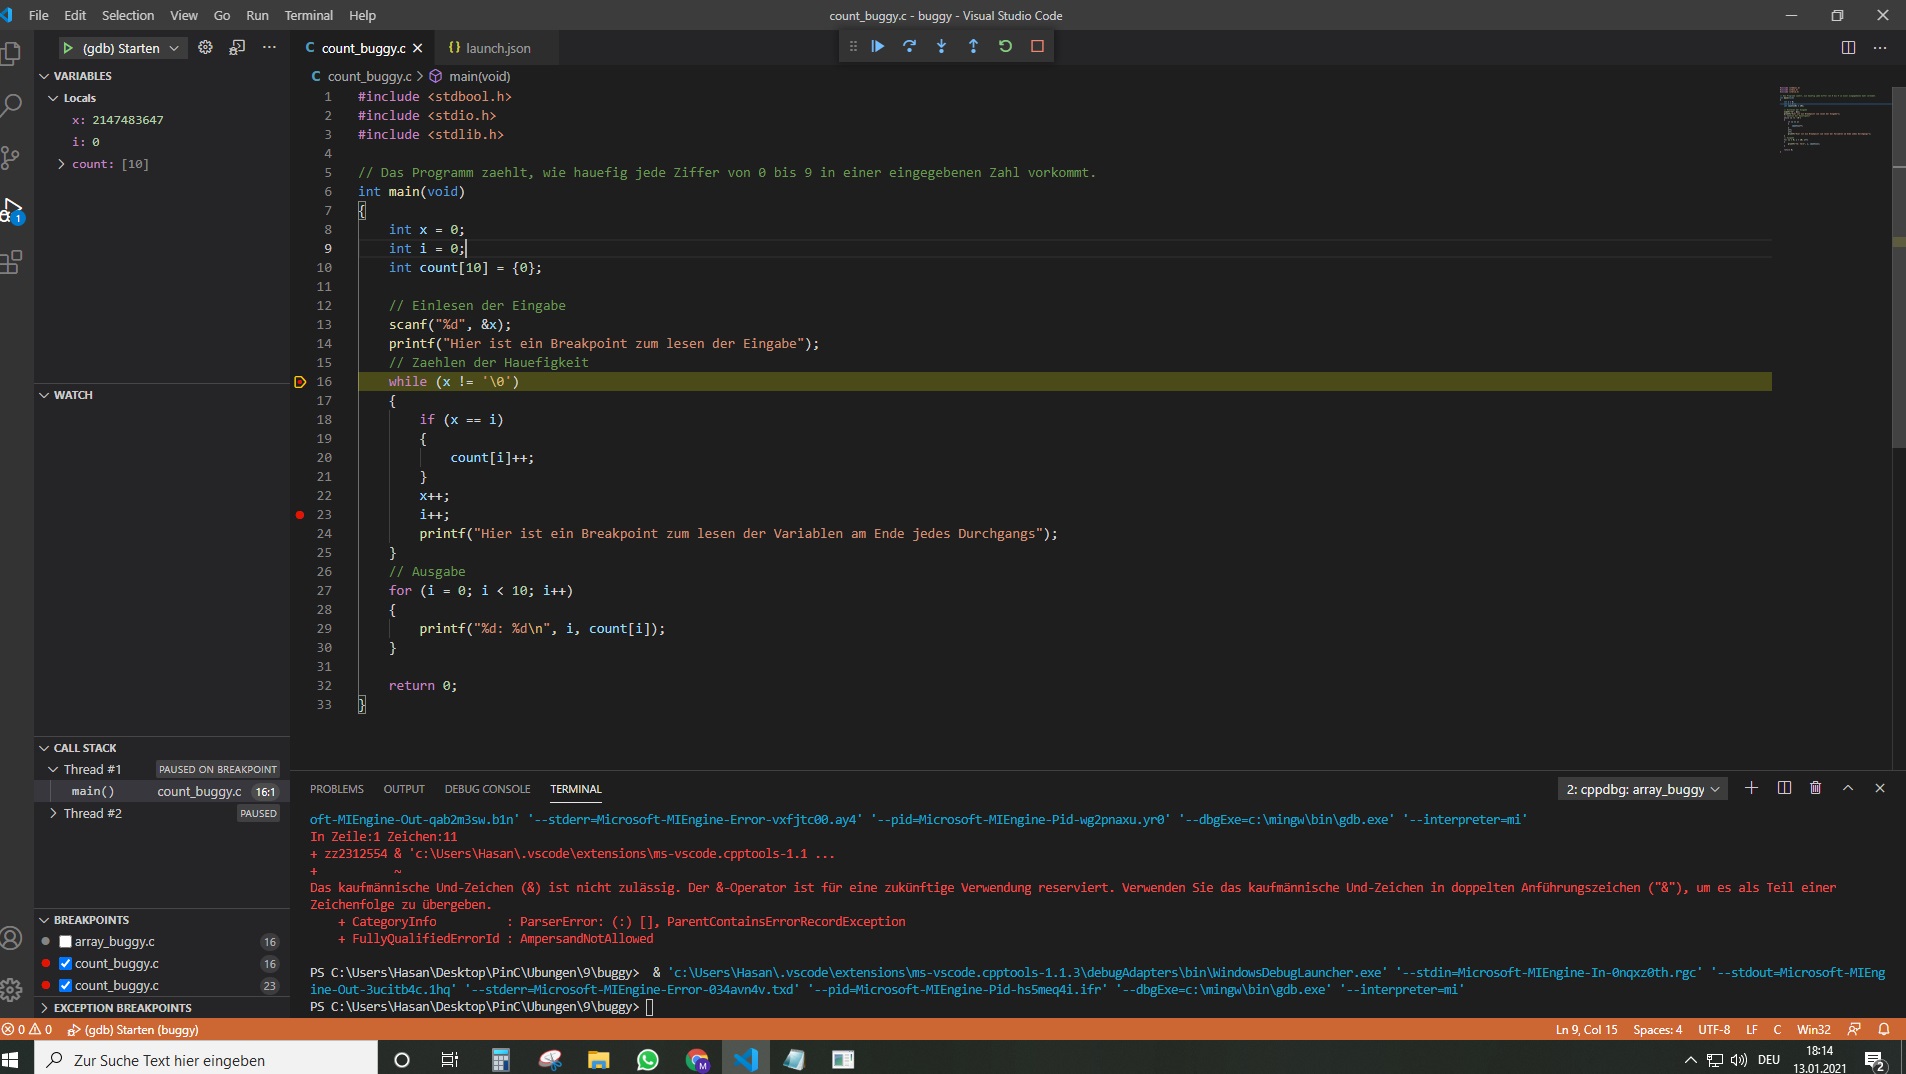 File Edit Selection View Go Run Terminal Help
count_buggy.c - buggy - Visual Studio Code
(gdb) Starten
VARIABLES
Locals
x: 2147483647
i: 0
count: [10]
WATCH
CALL STACK
Thread #1 PAUSED ON BREAKPOINT
main() count_buggy.c 16:1
Thread #2 PAUSED
BREAKPOINTS
array_buggy.c 16
count_buggy.c 16
count_buggy.c 23
EXCEPTION BREAKPOINTS
C count_buggy.c {} launch.json
C count_buggy.c > main(void)
1 #include <stdbool.h>
2 #include <stdio.h>
3 #include <stdlib.h>
4
5 // Das Programm zaehlt, wie hauefig jede Ziffer von 0 bis 9 in einer eingegebenen Zahl vorkommt.
6 int main(void)
7 {
8 int x = 0;
9 int i = 0;
10 int count[10] = {0};
11
12 // Einlesen der Eingabe
13 scanf("%d", &x);
14 printf("Hier ist ein Breakpoint zum lesen der Eingabe");
15 // Zaehlen der Hauefigkeit
16 while (x != '\0')
17 {
18 if (x == i)
19 {
20 count[i]++;
21 }
22 x++;
23 i++;
24 printf("Hier ist ein Breakpoint zum lesen der Variablen am Ende jedes Durchgangs");
25 }
26 // Ausgabe
27 for (i = 0; i < 10; i++)
28 {
29 printf("%d: %d\n", i, count[i]);
30 }
31
32 return 0;
33 }
PROBLEMS OUTPUT DEBUG CONSOLE TERMINAL
2: cppdbg: array_buggy
oft-MIEngine-Out-qab2m3sw.b1n' '--stderr=Microsoft-MIEngine-Error-vxfjtc00.ay4' '--pid=Microsoft-MIEngine-Pid-wg2pnaxu.yr0' '--dbgExe=c:\mingw\bin\gdb.exe' '--interpreter=mi'
In Zeile:1 Zeichen:11
+ zz2312554 & 'c:\Users\Hasan\.vscode\extensions\ms-vscode.cpptools-1.1 ...
+ ~
Das kaufmännische Und-Zeichen (&) ist nicht zulässig. Der &-Operator ist für eine zukünftige Verwendung reserviert. Verwenden Sie das kaufmännische Und-Zeichen in doppelten Anführungszeichen ("&"), um es als Teil einer
Zeichenfolge zu übergeben.
+ CategoryInfo : ParserError: (:) [], ParentContainsErrorRecordException
+ FullyQualifiedErrorId : AmpersandNotAllowed
PS C:\Users\Hasan\Desktop\PinC\Ubungen\9\buggy> & 'c:\Users\Hasan\.vscode\extensions\ms-vscode.cpptools-1.1.3\debugAdapters\bin\WindowsDebugLauncher.exe' '--stdin=Microsoft-MIEngine-In-0nqxz0th.rgc' '--stdout=Microsoft-MIEng
ine-Out-3ucitb4c.1hq' '--stderr=Microsoft-MIEngine-Error-034avn4v.txd' '--pid=Microsoft-MIEngine-Pid-hs5meq4i.ifr' '--dbgExe=c:\mingw\bin\gdb.exe' '--interpreter=mi'
PS C:\Users\Hasan\Desktop\PinC\Ubungen\9\buggy>
0 0 (gdb) Starten (buggy)
Ln 9, Col 15 Spaces: 4 UTF-8 LF C Win32
Zur Suche Text hier eingeben
DEU
18:14
13.01.2021
2
1